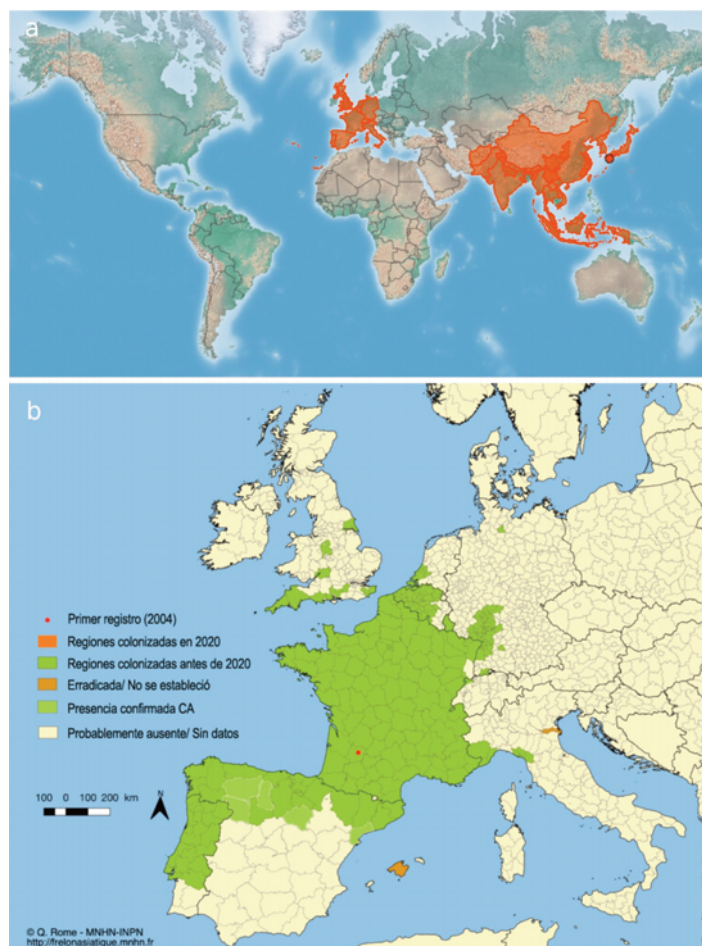 a
b
Primer registro (2004)
Regiones colonizadas en 2020
Regiones colonizadas antes de 2020
Erradicada/ No se estableció
Presencia confirmada CA
Probablemente ausente/ Sin datos
100 0 100 200 km
N
© Q. Rome - MNHN-INPN
http://frelonasiatique.mnhn.fr